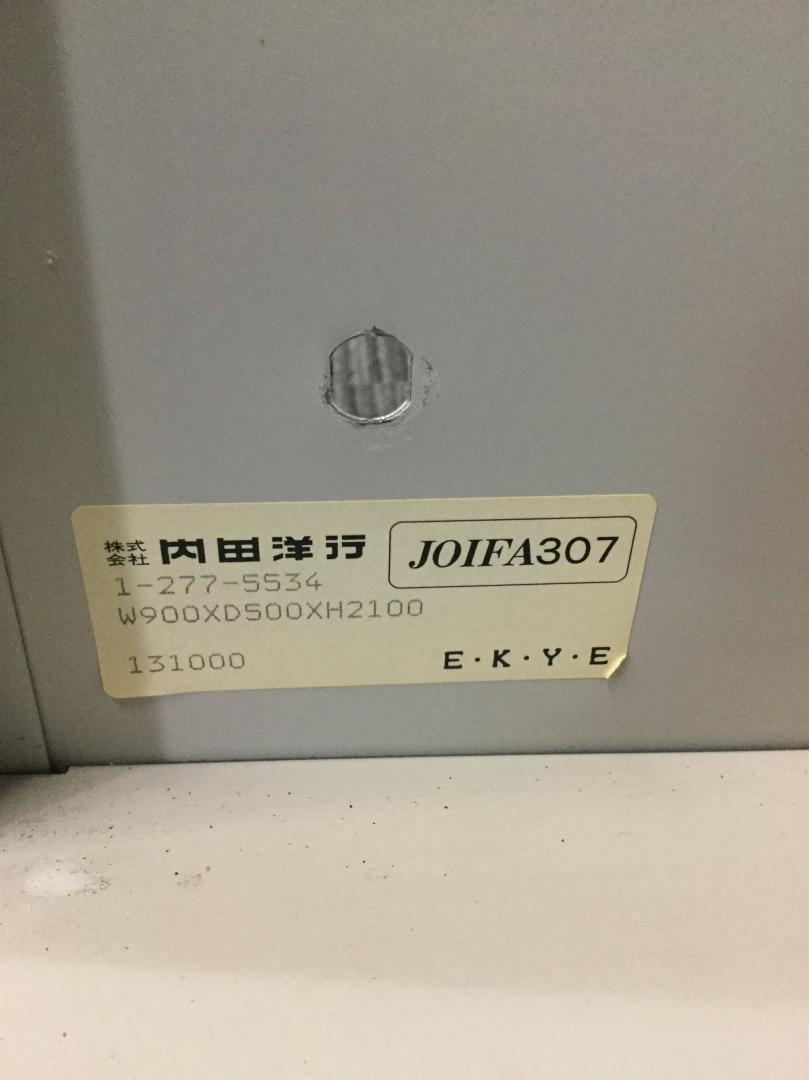 株式会社 内田洋行 JOIFA307
1-277-5534
W900XD500XH2100
131000 E・K・Y・E